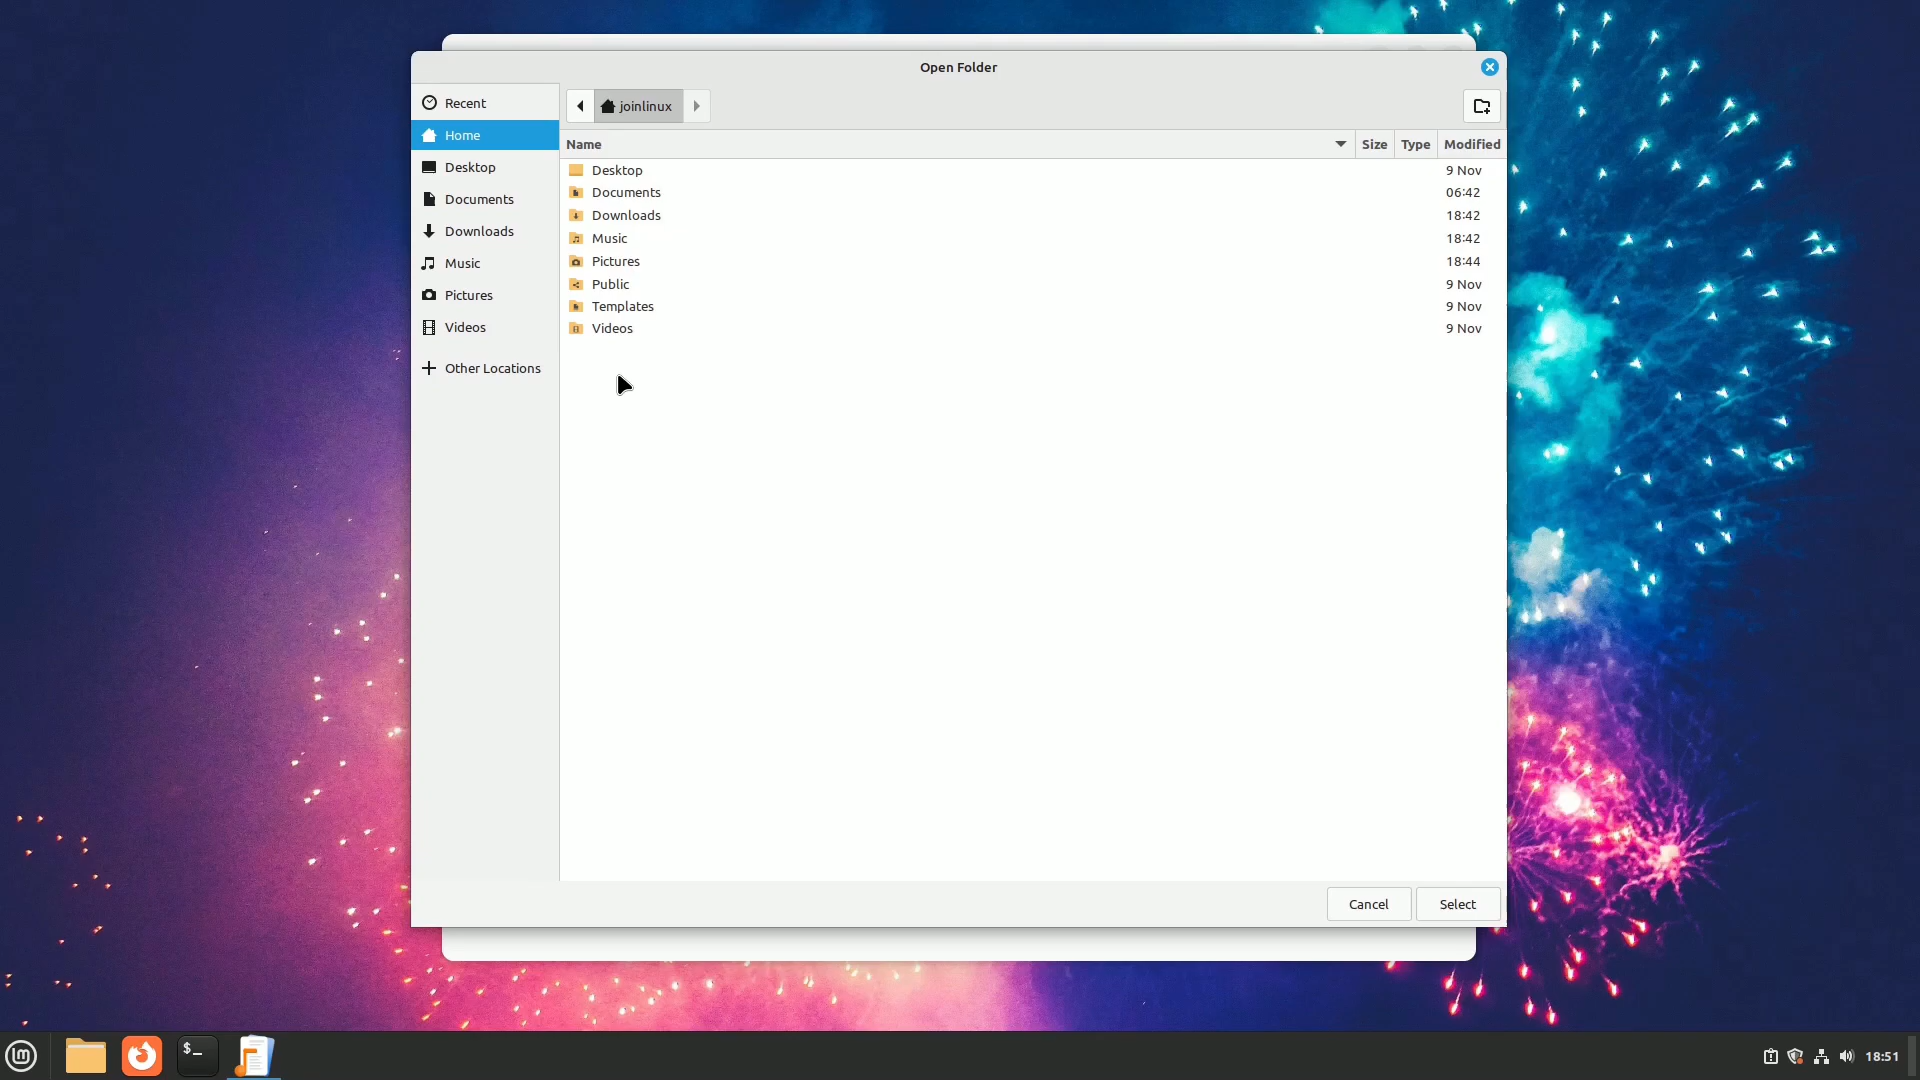 Open Folder
Recent
Home
Desktop
Documents
Downloads
Music
Pictures
Videos
Other Locations
joinlinux
Name Size Type Modified
Desktop 9 Nov
Documents 06:42
Downloads 18:42
Music 18:42
Pictures 18:44
Public 9 Nov
Templates 9 Nov
Videos 9 Nov
Cancel Select
$_
18:51